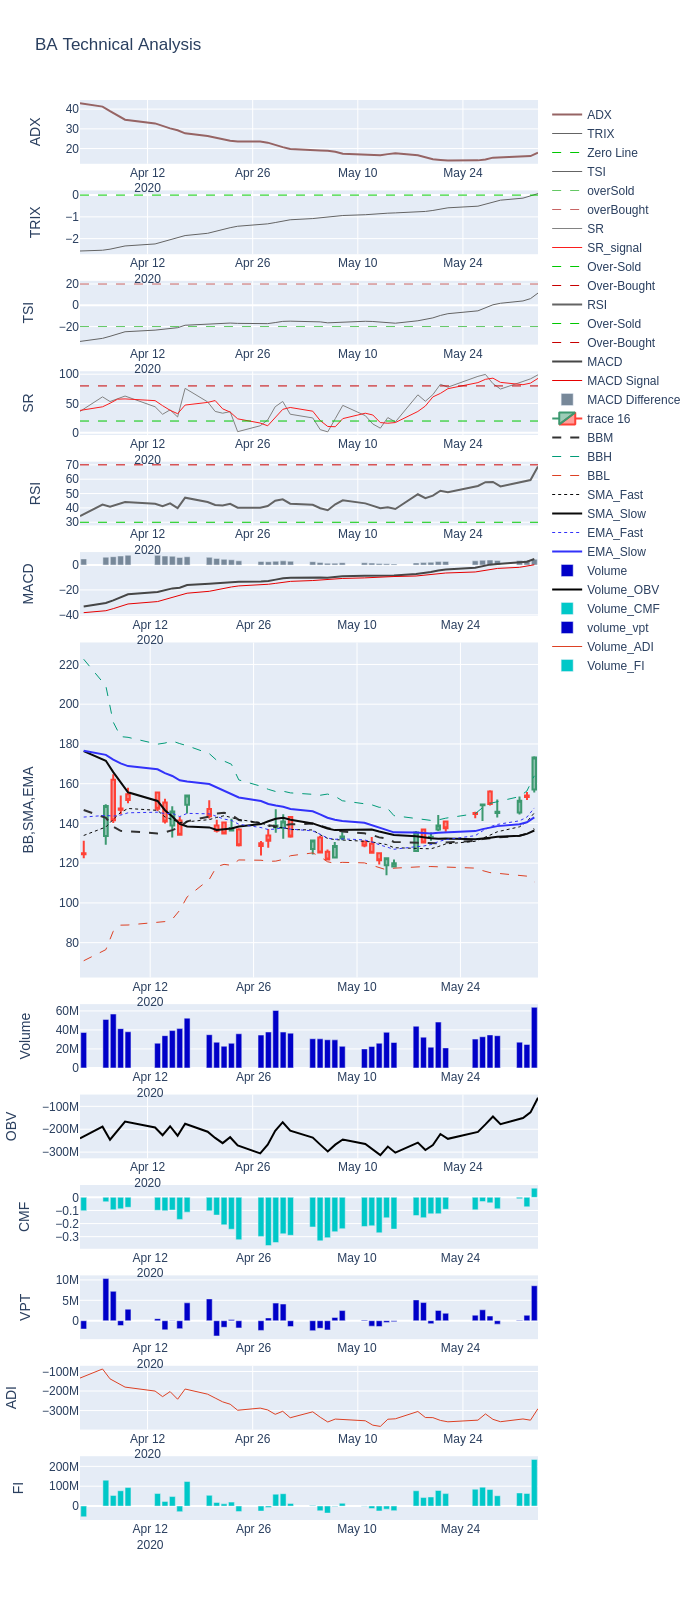 BA Technical Analysis
ADX
40
30
20
Apr 12
2020
Apr 26
May 10
May 24
TRIX
0
−1
−2
Apr 12
2020
Apr 26
May 10
May 24
TSI
20
0
−20
Apr 12
2020
Apr 26
May 10
May 24
SR
100
50
0
Apr 12
2020
Apr 26
May 10
May 24
RSI
70
60
50
40
30
Apr 12
2020
Apr 26
May 10
May 24
MACD
0
−20
−40
Apr 12
2020
Apr 26
May 10
May 24
BB,SMA,EMA
220
200
180
160
140
120
100
80
Apr 12
2020
Apr 26
May 10
May 24
Volume
60M
40M
20M
0
Apr 12
2020
Apr 26
May 10
May 24
OBV
−100M
−200M
−300M
Apr 12
2020
Apr 26
May 10
May 24
CMF
0
−0.1
−0.2
−0.3
Apr 12
2020
Apr 26
May 10
May 24
VPT
10M
5M
0
Apr 12
2020
Apr 26
May 10
May 24
ADI
−100M
−200M
−300M
Apr 12
2020
Apr 26
May 10
May 24
FI
200M
100M
0
Apr 12
2020
Apr 26
May 10
May 24
ADX
TRIX
Zero Line
TSI
overSold
overBought
SR
SR_signal
Over-Sold
Over-Bought
RSI
Over-Sold
Over-Bought
MACD
MACD Signal
MACD Difference
trace 16
BBM
BBH
BBL
SMA_Fast
SMA_Slow
EMA_Fast
EMA_Slow
Volume
Volume_OBV
Volume_CMF
volume_vpt
Volume_ADI
Volume_FI